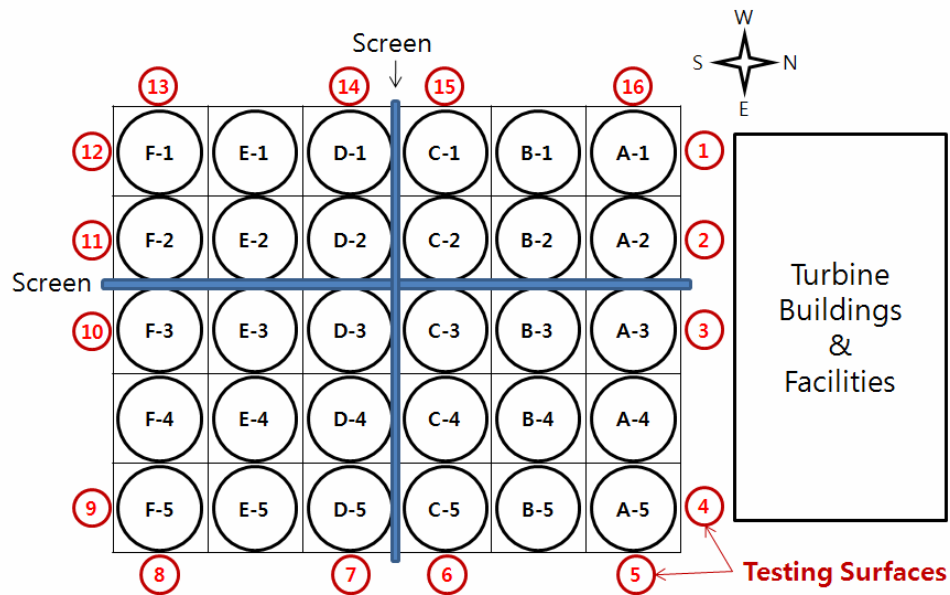 W
Screen
S N
E
13 14 15 16
12 F-1 E-1 D-1 C-1 B-1 A-1 1
11 F-2 E-2 D-2 C-2 B-2 A-2 2
Screen
10 F-3 E-3 D-3 C-3 B-3 A-3 3
F-4 E-4 D-4 C-4 B-4 A-4
9 F-5 E-5 D-5 C-5 B-5 A-5 4
8 7 6 5
Turbine
Buildings
&
Facilities
Testing Surfaces